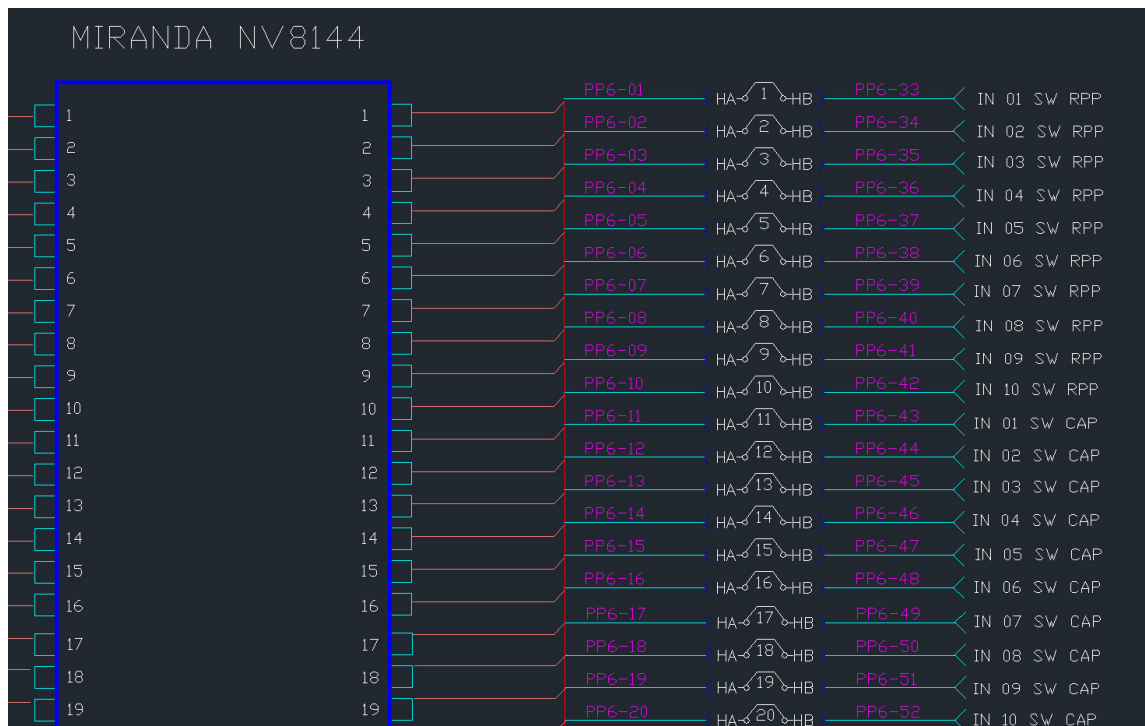 MIRANDA NV8144
1 1 PP6-01 HA 1 HB PP6-33 IN 01 SW RPP
2 2 PP6-02 HA 2 HB PP6-34 IN 02 SW RPP
3 3 PP6-03 HA 3 HB PP6-35 IN 03 SW RPP
4 4 PP6-04 HA 4 HB PP6-36 IN 04 SW RPP
5 5 PP6-05 HA 5 HB PP6-37 IN 05 SW RPP
6 6 PP6-06 HA 6 HB PP6-38 IN 06 SW RPP
7 7 PP6-07 HA 7 HB PP6-39 IN 07 SW RPP
8 8 PP6-08 HA 8 HB PP6-40 IN 08 SW RPP
9 9 PP6-09 HA 9 HB PP6-41 IN 09 SW RPP
10 10 PP6-10 HA 10 HB PP6-42 IN 10 SW RPP
11 11 PP6-11 HA 11 HB PP6-43 IN 01 SW CAP
12 12 PP6-12 HA 12 HB PP6-44 IN 02 SW CAP
13 13 PP6-13 HA 13 HB PP6-45 IN 03 SW CAP
14 14 PP6-14 HA 14 HB PP6-46 IN 04 SW CAP
15 15 PP6-15 HA 15 HB PP6-47 IN 05 SW CAP
16 16 PP6-16 HA 16 HB PP6-48 IN 06 SW CAP
17 17 PP6-17 HA 17 HB PP6-49 IN 07 SW CAP
18 18 PP6-18 HA 18 HB PP6-50 IN 08 SW CAP
19 19 PP6-19 HA 19 HB PP6-51 IN 09 SW CAP
PP6-20 HA 20 HB PP6-52 IN 10 SW CAP